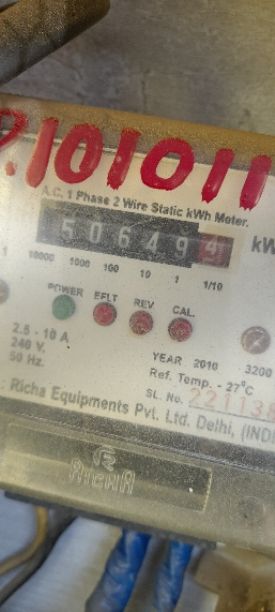 101011
A.C. 1 Phase 2 Wire Static kWh Meter.
506494 kW
1 10000 1000 100 10 1 1/10
POWER EFLT REV CAL.
2.5 - 10 A
240 V.
50 Hz.
YEAR 2010 3200
Ref. Temp. - 27°C
SL. No. 221138
: Richa Equipments Pvt. Ltd. Delhi, (INDI
RICHA